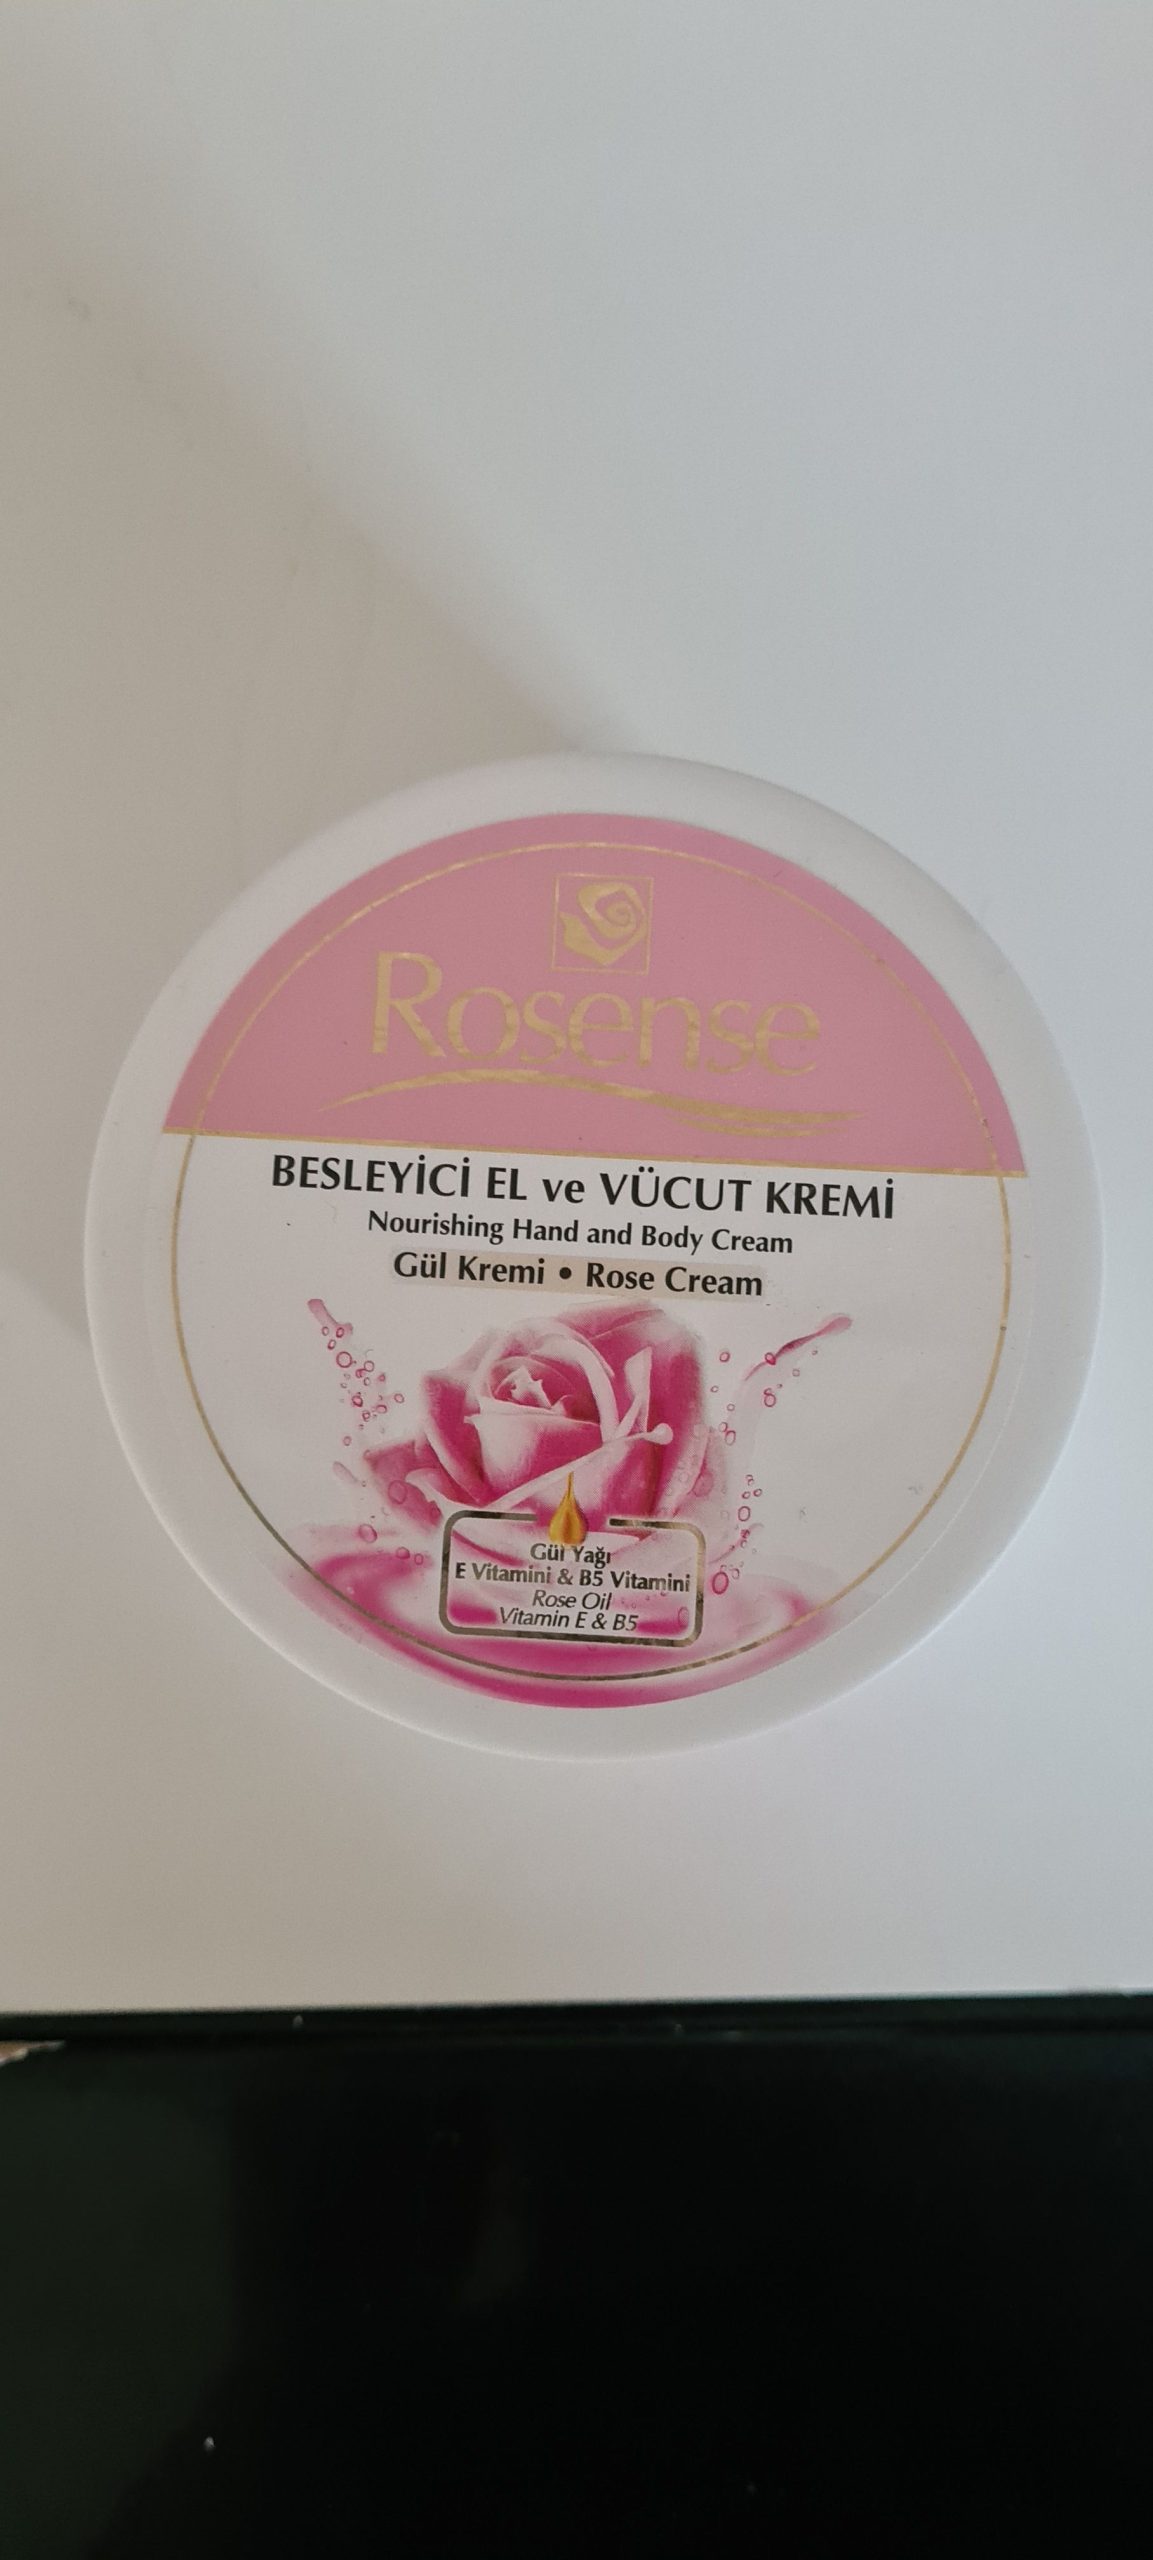 Rosense
BESLEYİCİ EL ve VÜCUT KREMİ
Nourishing Hand and Body Cream
Gül Kremi • Rose Cream
Gül Yağı
E Vitamini & B5 Vitamini
Rose Oil
Vitamin E & B5